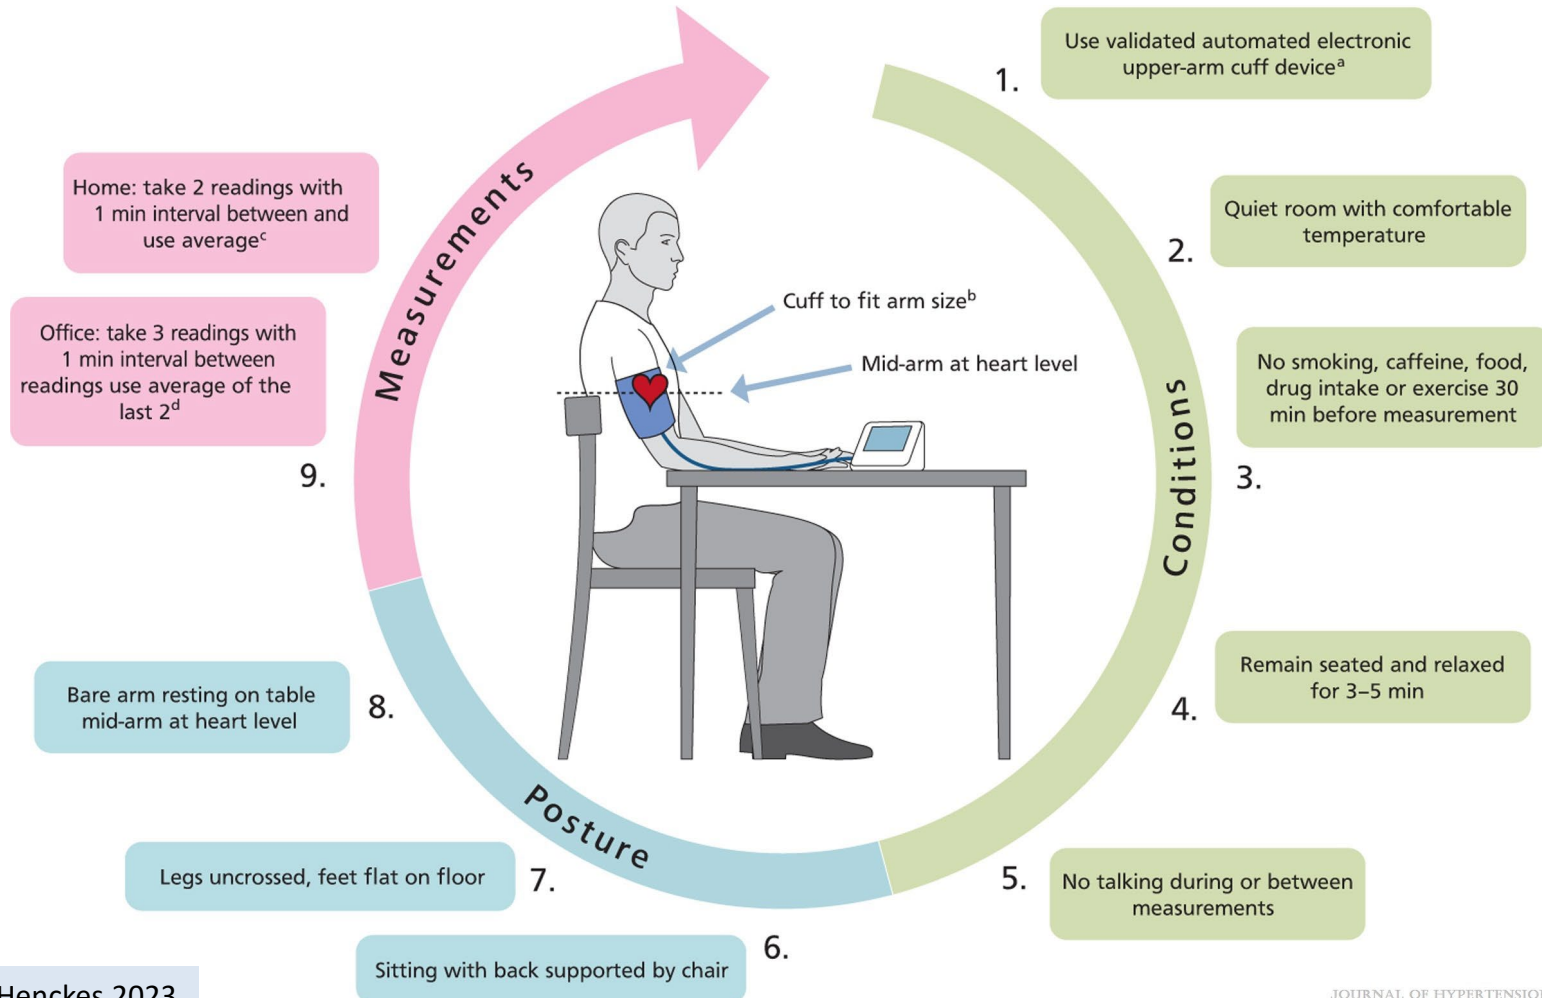 1.
Use validated automated electronic
upper-arm cuff deviceᵃ
2.
Quiet room with comfortable
temperature
3.
No smoking, caffeine, food,
drug intake or exercise 30
min before measurement
4.
Remain seated and relaxed
for 3–5 min
5.
No talking during or between
measurements
6.
Sitting with back supported by chair
7.
Legs uncrossed, feet flat on floor
8.
Bare arm resting on table
mid-arm at heart level
9.
Home: take 2 readings with
1 min interval between and
use averageᶜ
Office: take 3 readings with
1 min interval between
readings use average of the
last 2ᵈ
Conditions
Posture
Measurements
Cuff to fit arm sizeᵇ
Mid-arm at heart level
Henckes 2023
JOURNAL OF HYPERTENSION